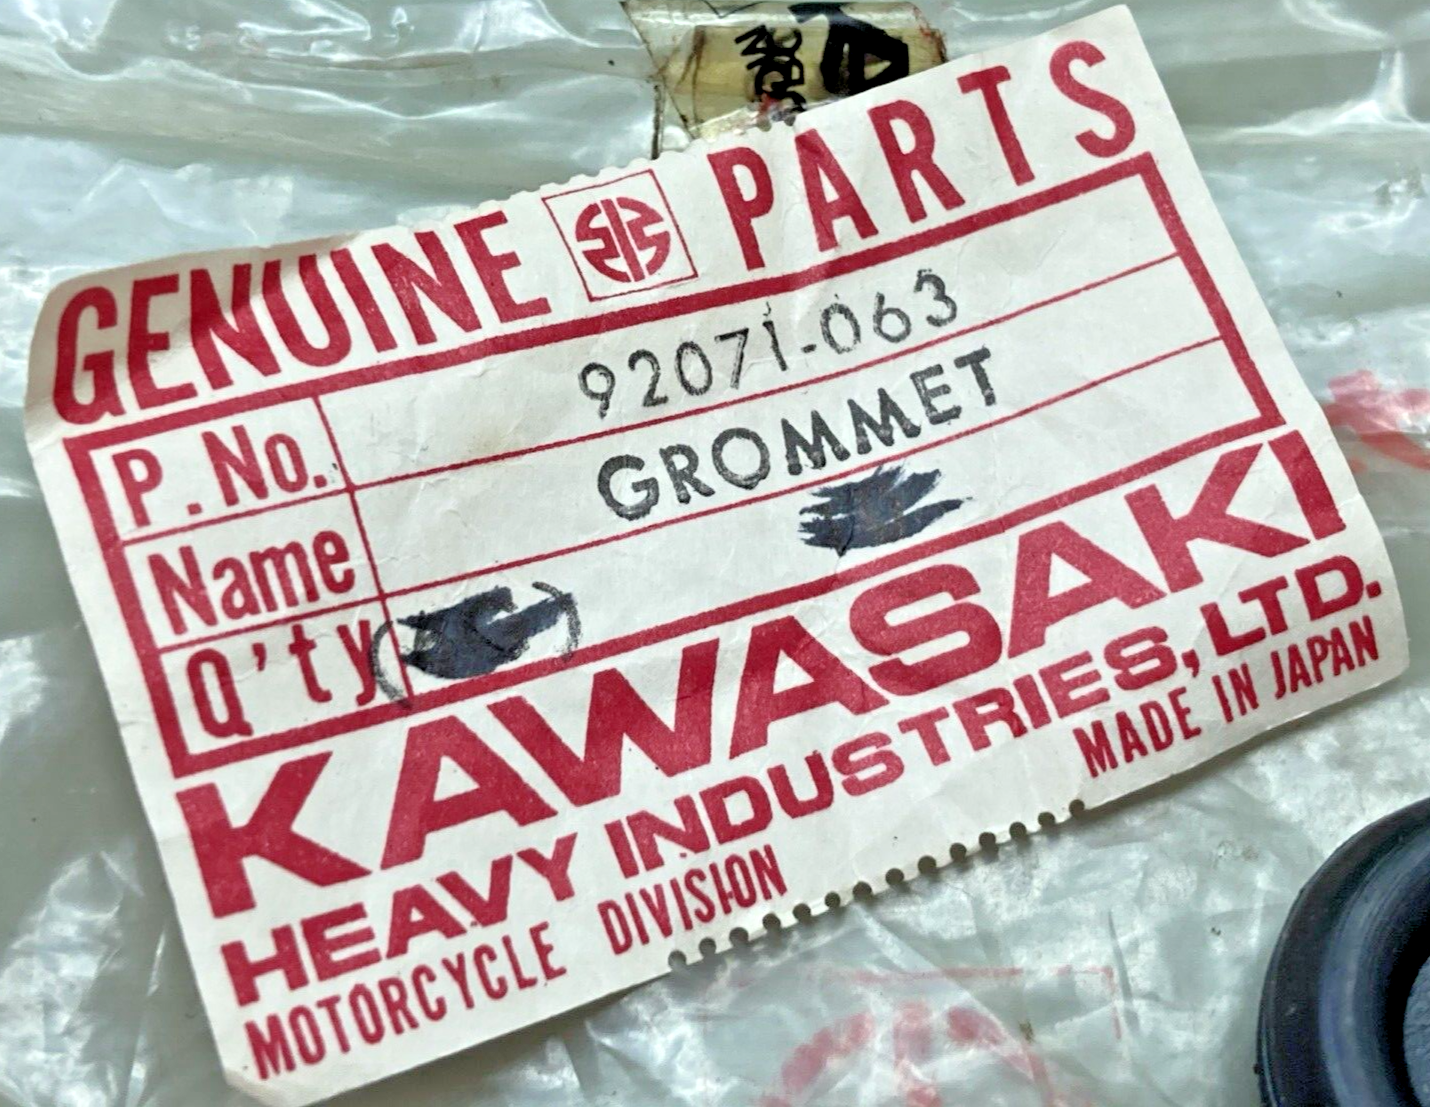 GENUINE PARTS
P. No. 92071-063
Name GROMMET
Q'ty
KAWASAKI
HEAVY INDUSTRIES, LTD.
MOTORCYCLE DIVISION MADE IN JAPAN